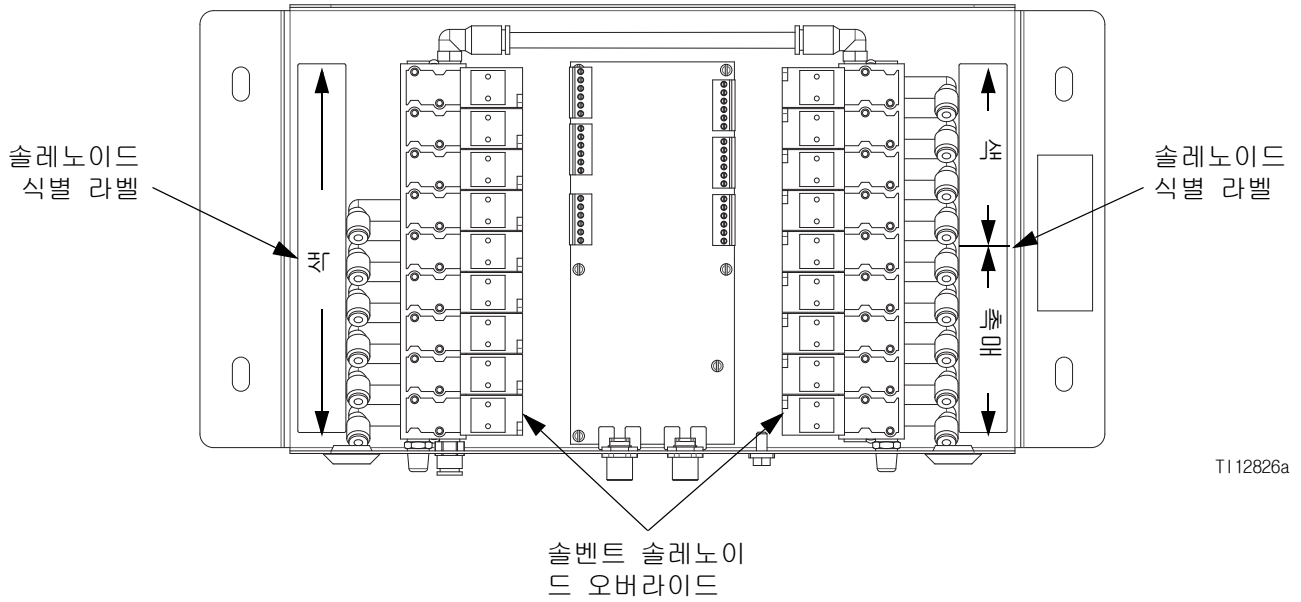 솔레노이드
식별 라벨
색
색
촉매
솔레노이드
식별 라벨
TI12826a
솔벤트 솔레노이
드 오버라이드